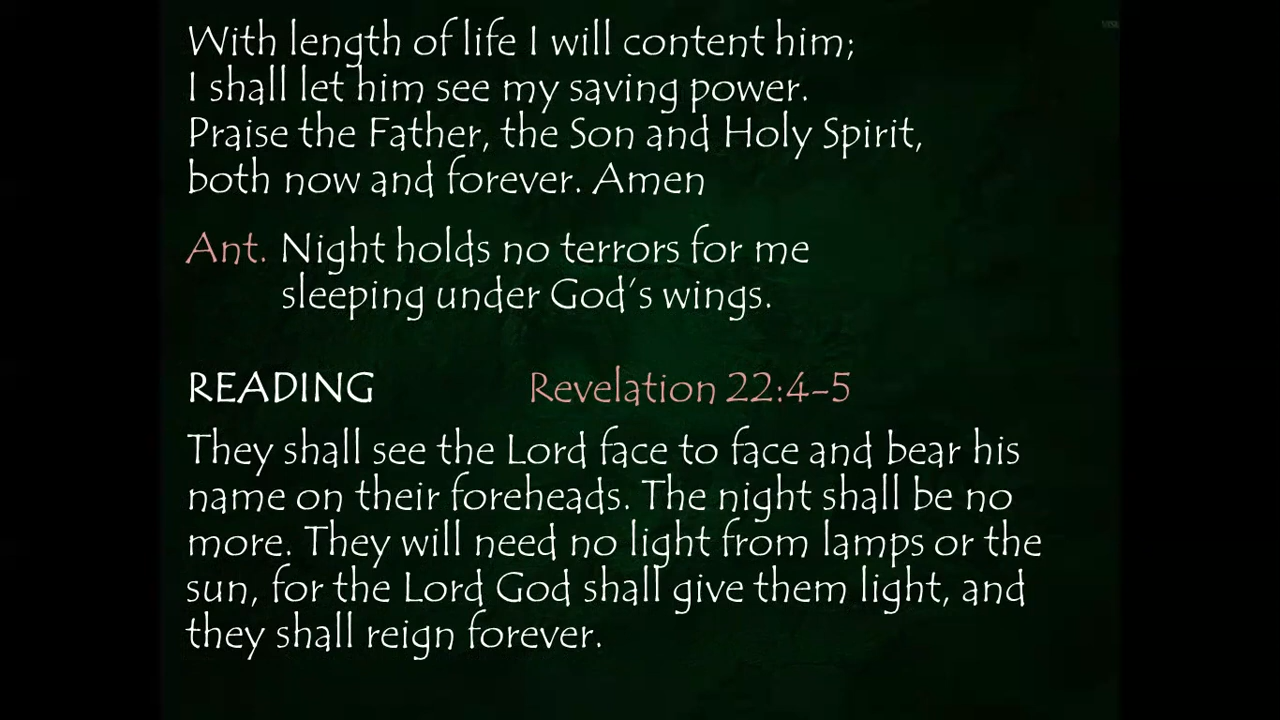 With length of life I will content him;
I shall let him see my saving power.
Praise the Father, the Son and Holy Spirit,
both now and forever. Amen
Ant. Night holds no terrors for me
sleeping under God's wings.
READING Revelation 22:4-5
They shall see the Lord face to face and bear his
name on their foreheads. The night shall be no
more. They will need no light from lamps or the
sun, for the Lord God shall give them light, and
they shall reign forever.